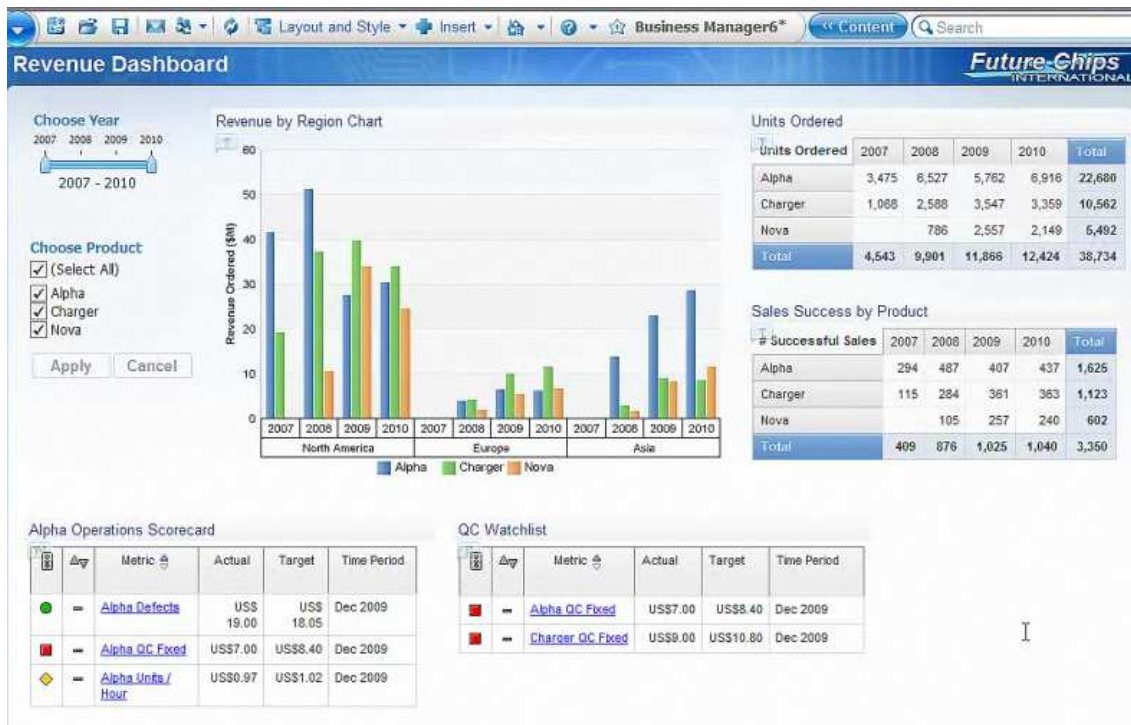 Layout and Style
Insert
Business Manager6*
<< Content
Search
Revenue Dashboard
Future Chips
INTERNATIONAL
Choose Year
2007 2008 2009 2010
2007 - 2010
Choose Product
(Select All)
Alpha
Charger
Nova
Apply Cancel
Revenue by Region Chart
Revenue Ordered ($M)
60
50
40
30
20
10
0
2007 2008 2009 2010 2007 2008 2009 2010 2007 2008 2009 2010
North America Europe Asia
Alpha Charger Nova
Units Ordered
Units Ordered 2007 2008 2009 2010 Total
Alpha 3,475 6,527 5,762 6,916 22,680
Charger 1,068 2,588 3,547 3,359 10,562
Nova 786 2,557 2,149 5,492
Total 4,543 9,901 11,866 12,424 38,734
Sales Success by Product
# Successful Sales 2007 2008 2009 2010 Total
Alpha 294 487 407 437 1,625
Charger 115 284 361 363 1,123
Nova 105 257 240 602
Total 409 876 1,025 1,040 3,350
Alpha Operations Scorecard
Metric Actual Target Time Period
Alpha Defects US$ US$ Dec 2009
19.00 18.05
Alpha QC Fixed US$7.00 US$8.40 Dec 2009
Alpha Units / US$0.97 US$1.02 Dec 2009
Hour
QC Watchlist
Metric Actual Target Time Period
Alpha QC Fixed US$7.00 US$8.40 Dec 2009
Charger QC Fixed US$9.00 US$10.80 Dec 2009